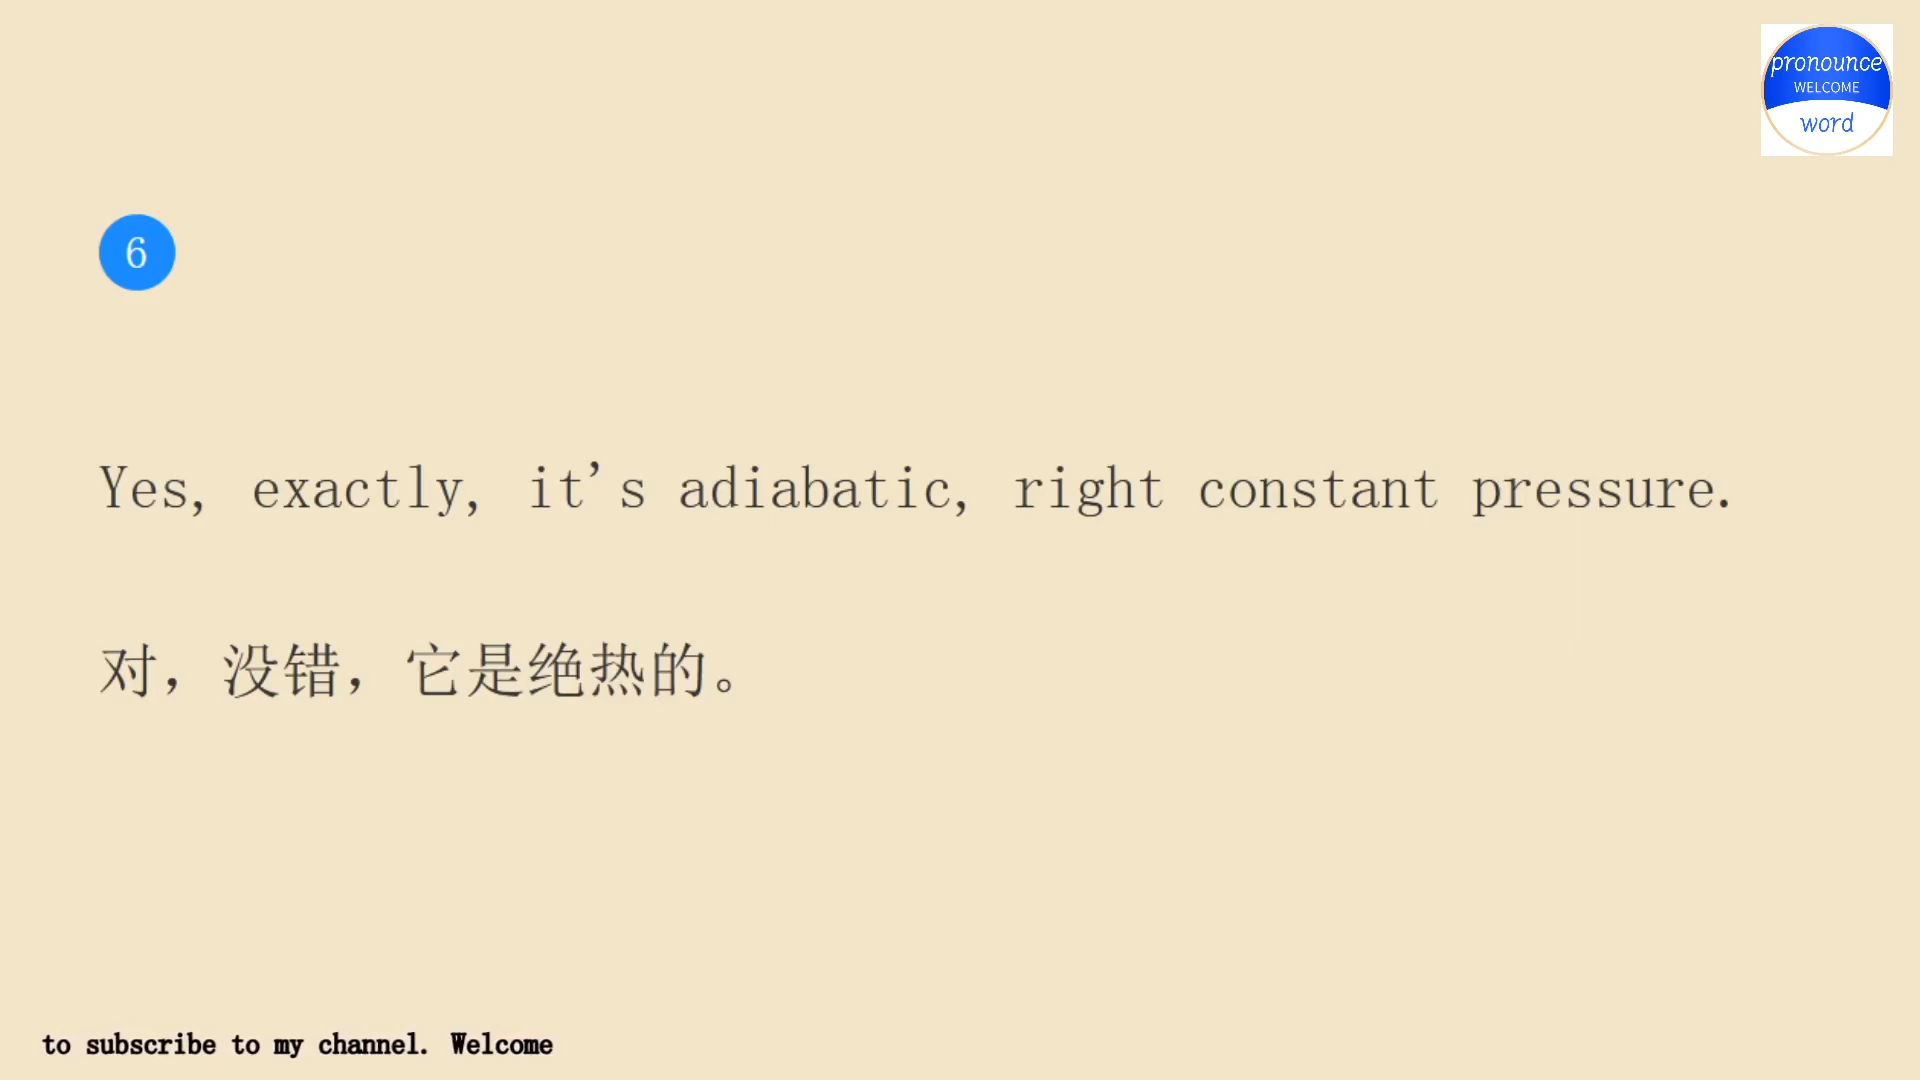 pronounce
WELCOME
word
6
Yes, exactly, it's adiabatic, right constant pressure.
对，没错，它是绝热的。
to subscribe to my channel. Welcome